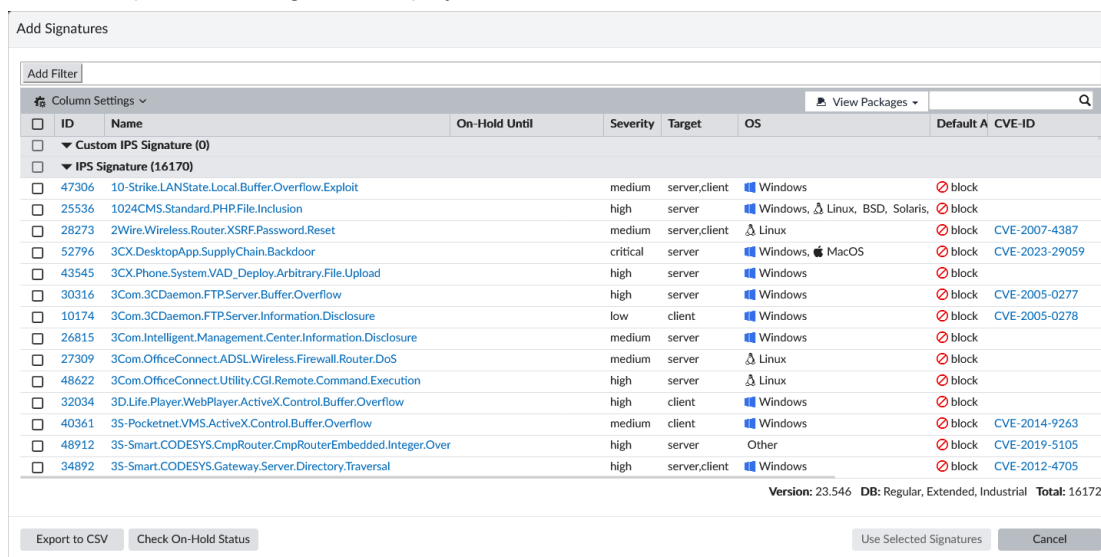 Add Signatures
Add Filter
Column Settings View Packages
ID Name On-Hold Until Severity Target OS Default A CVE-ID
Custom IPS Signature (0)
IPS Signature (16170)
47306 10-Strike.LANState.Local.Buffer.Overflow.Exploit medium server,client Windows block
25536 1024CMS.Standard.PHP.File.Inclusion high server Windows, Linux, BSD, Solaris, block
28273 2Wire.Wireless.Router.XSRF.Password.Reset medium server,client Linux block CVE-2007-4387
52796 3CX.DesktopApp.SupplyChain.Backdoor critical server Windows, MacOS block CVE-2023-29059
43545 3CX.Phone.System.VAD_Deploy.Arbitrary.File.Upload high server Windows block
30316 3Com.3CDaemon.FTP.Server.Buffer.Overflow high server Windows block CVE-2005-0277
10174 3Com.3CDaemon.FTP.Server.Information.Disclosure low client Windows block CVE-2005-0278
26815 3Com.Intelligent.Management.Center.Information.Disclosure medium server Windows block
27309 3Com.OfficeConnect.ADSL.Wireless.Firewall.Router.DoS medium server Linux block
48622 3Com.OfficeConnect.Utility.CGI.Remote.Command.Execution high server Linux block
32034 3D.Life.Player.WebPlayer.ActiveX.Control.Buffer.Overflow high client Windows block
40361 3S-Pocketnet.VMS.ActiveX.Control.Buffer.Overflow medium client Windows block CVE-2014-9263
48912 3S-Smart.CODESYS.CmpRouter.CmpRouterEmbedded.Integer.Over high server Other block CVE-2019-5105
34892 3S-Smart.CODESYS.Gateway.Server.Directory.Traversal high server,client Windows block CVE-2012-4705
Version: 23.546 DB: Regular, Extended, Industrial Total: 16172
Export to CSV Check On-Hold Status Use Selected Signatures Cancel